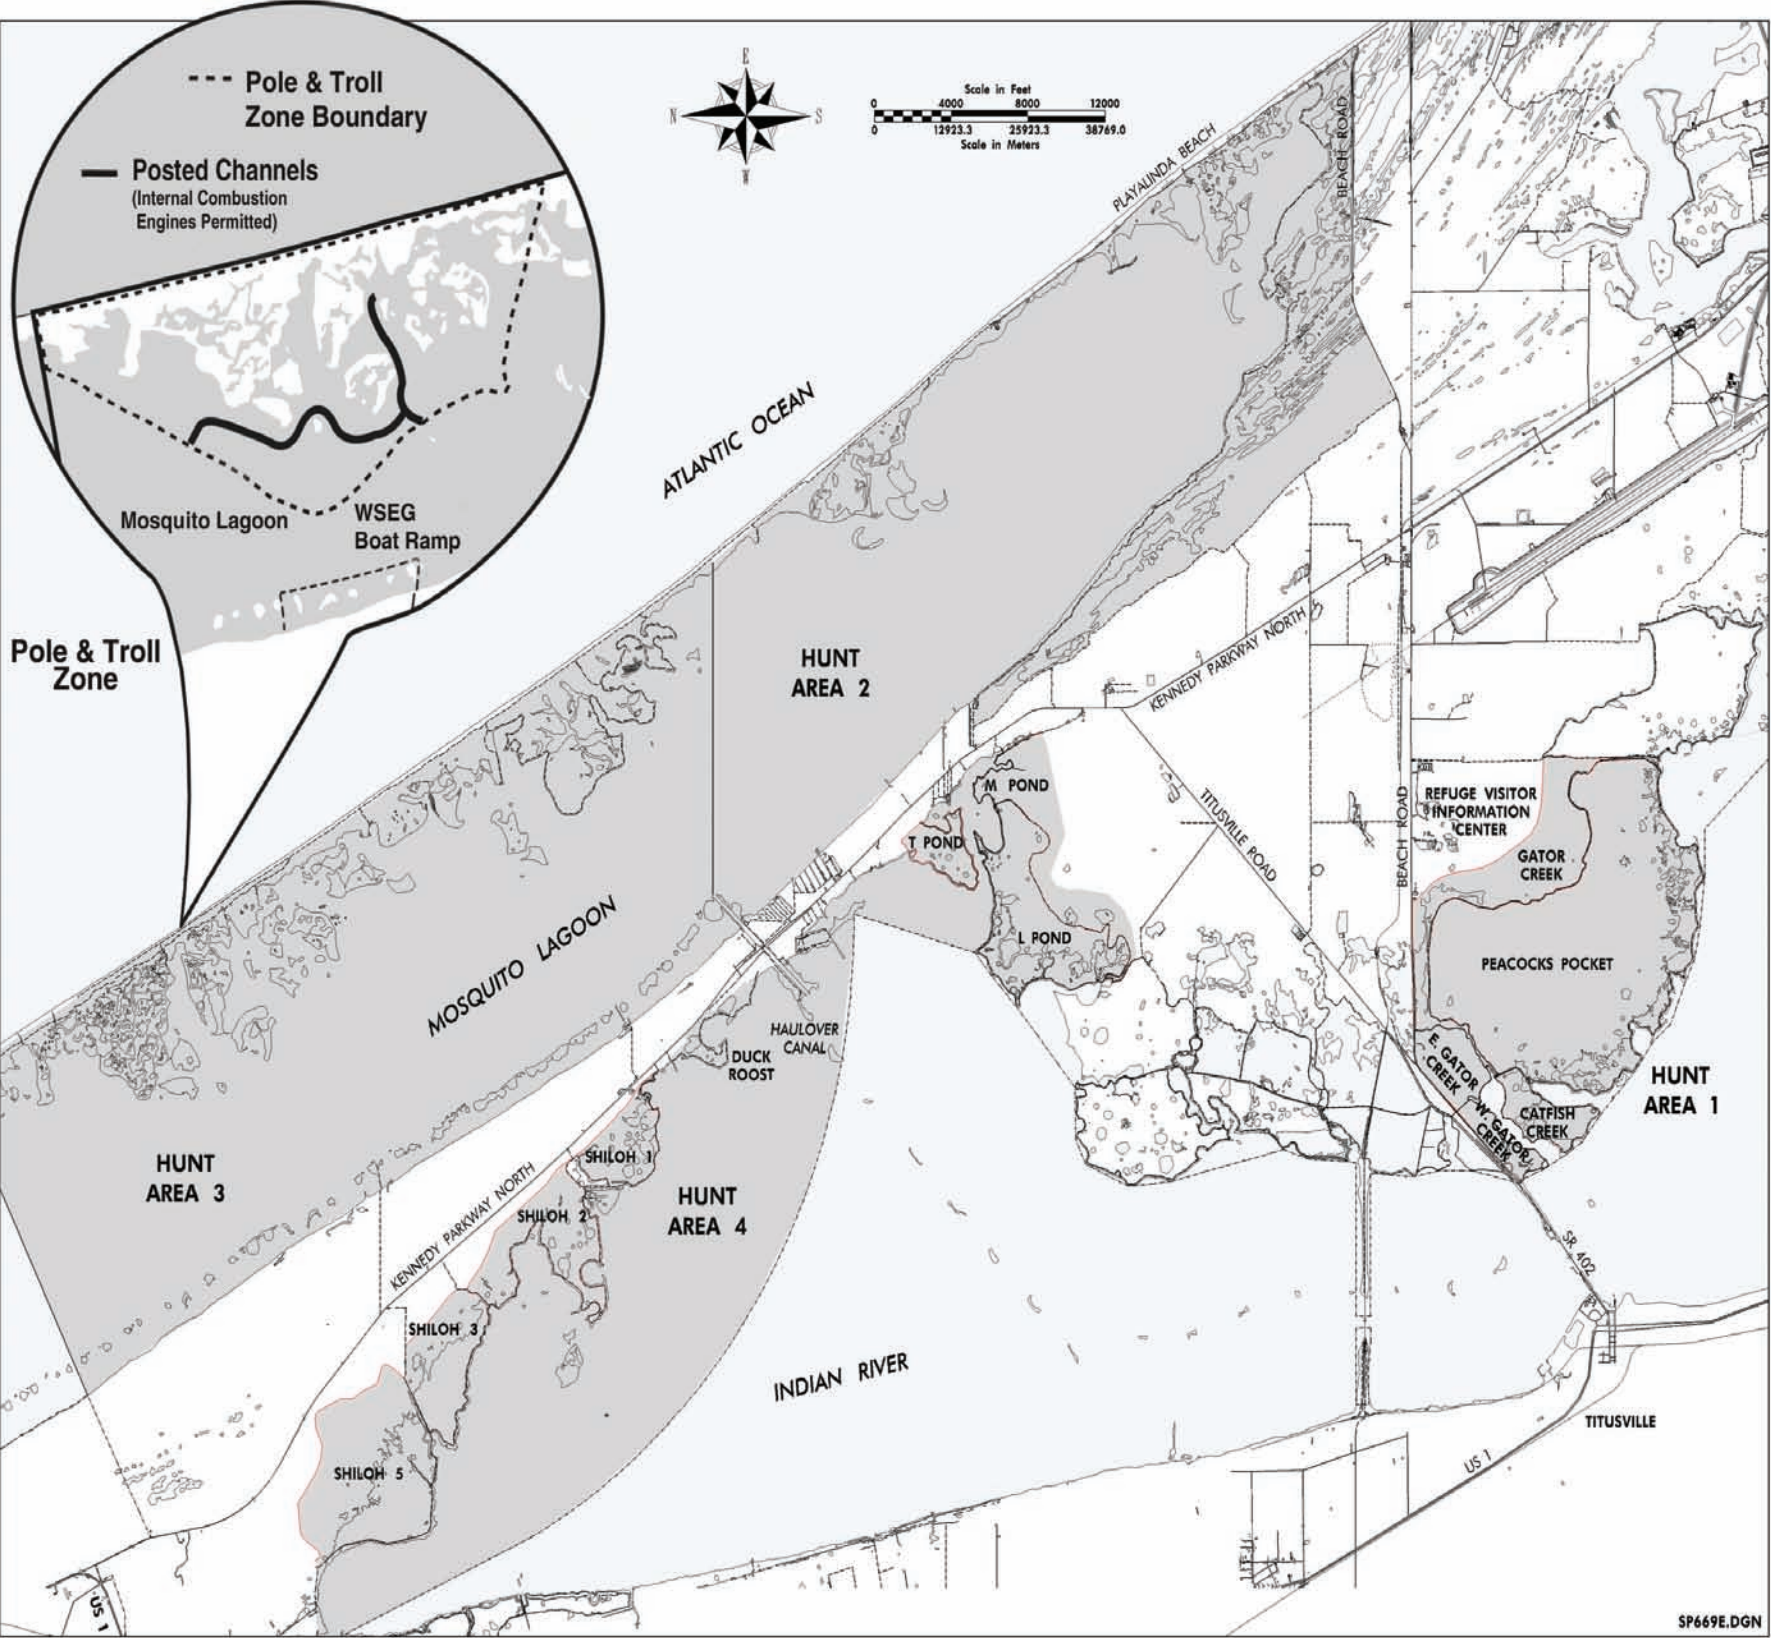 Pole & Troll
Zone Boundary
Posted Channels
(Internal Combustion
Engines Permitted)
Mosquito Lagoon
WSEG
Boat Ramp
Pole & Troll
Zone
E
N
S
W
Scale in Feet
0 4000 8000 12000
0 12923.3 25923.3 38769.0
Scale in Meters
PLAYALINDA BEACH
BEACH ROAD
ATLANTIC OCEAN
HUNT
AREA 2
KENNEDY PARKWAY NORTH
M POND
T POND
L POND
TITUSVILLE ROAD
BEACH ROAD
REFUGE VISITOR
INFORMATION
CENTER
GATOR
CREEK
PEACOCKS POCKET
MOSQUITO LAGOON
HAULOVER
CANAL
DUCK
ROOST
E. GATOR
CREEK
W. GATOR
CREEK
CATFISH
CREEK
HUNT
AREA 1
HUNT
AREA 3
KENNEDY PARKWAY NORTH
SHILOH 1
SHILOH 2
HUNT
AREA 4
SHILOH 3
SHILOH 5
INDIAN RIVER
SR 402
TITUSVILLE
US 1
US 1
SP669E.DGN